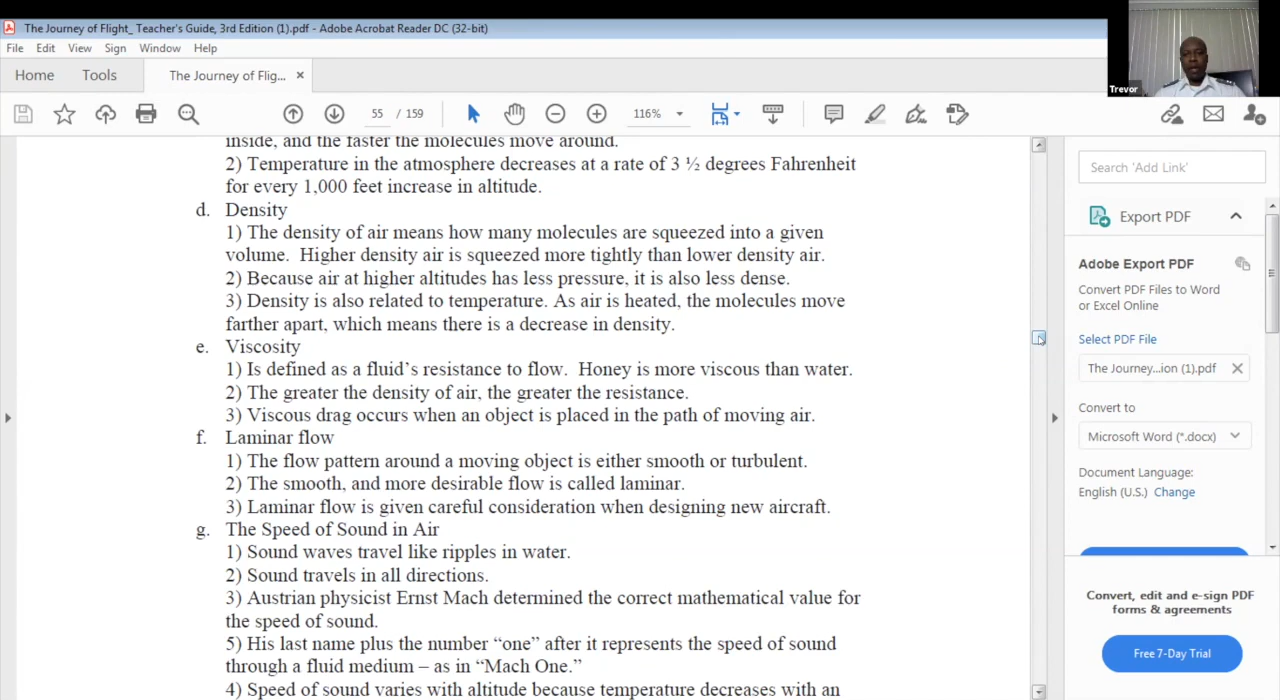 The Journey of Flight_ Teacher's Guide, 3rd Edition (1).pdf - Adobe Acrobat Reader DC (32-bit)
File Edit View Sign Window Help
Home Tools The Journey of Flig... ×
55 / 159 116%
Trevor
inside, and the faster the molecules move around.
2) Temperature in the atmosphere decreases at a rate of 3 ½ degrees Fahrenheit
for every 1,000 feet increase in altitude.
d. Density
1) The density of air means how many molecules are squeezed into a given
volume. Higher density air is squeezed more tightly than lower density air.
2) Because air at higher altitudes has less pressure, it is also less dense.
3) Density is also related to temperature. As air is heated, the molecules move
farther apart, which means there is a decrease in density.
e. Viscosity
1) Is defined as a fluid's resistance to flow. Honey is more viscous than water.
2) The greater the density of air, the greater the resistance.
3) Viscous drag occurs when an object is placed in the path of moving air.
f. Laminar flow
1) The flow pattern around a moving object is either smooth or turbulent.
2) The smooth, and more desirable flow is called laminar.
3) Laminar flow is given careful consideration when designing new aircraft.
g. The Speed of Sound in Air
1) Sound waves travel like ripples in water.
2) Sound travels in all directions.
3) Austrian physicist Ernst Mach determined the correct mathematical value for
the speed of sound.
5) His last name plus the number "one" after it represents the speed of sound
through a fluid medium – as in "Mach One."
4) Speed of sound varies with altitude because temperature decreases with an
Search 'Add Link'
Export PDF
Adobe Export PDF
Convert PDF Files to Word
or Excel Online
Select PDF File
The Journey...ion (1).pdf ×
Convert to
Microsoft Word (*.docx)
Document Language:
English (U.S.) Change
Convert, edit and e-sign PDF
forms & agreements
Free 7-Day Trial